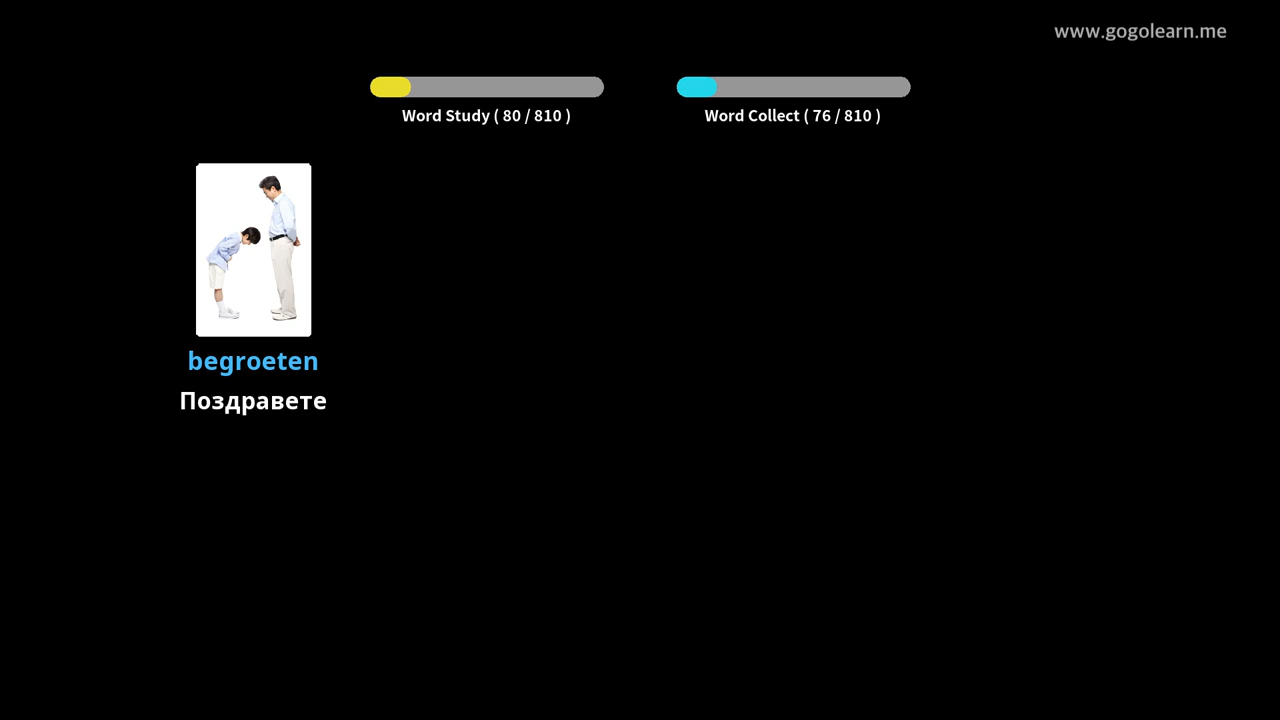 www.gogolearn.me
Word Study ( 80 / 810 )
Word Collect ( 76 / 810 )
begroeten
Поздравете